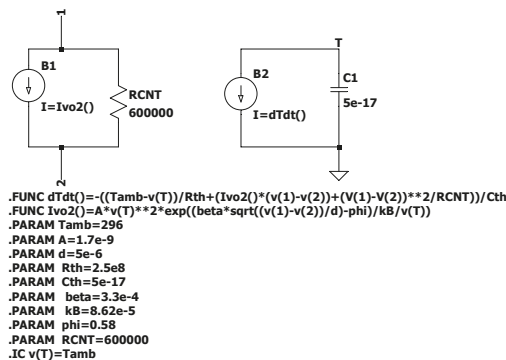 1
B1
I=Ivo2()
RCNT
600000
2
T
B2
I=dTdt()
C1
5e-17
.FUNC dTdt()=-((Tamb-v(T))/Rth+(Ivo2()*(v(1)-v(2))+(V(1)-V(2))**2/RCNT))/Cth
.FUNC Ivo2()=A*v(T)**2*exp((beta*sqrt((v(1)-v(2))/d)-phi)/kB/v(T))
.PARAM Tamb=296
.PARAM A=1.7e-9
.PARAM d=5e-6
.PARAM Rth=2.5e8
.PARAM Cth=5e-17
.PARAM beta=3.3e-4
.PARAM kB=8.62e-5
.PARAM phi=0.58
.PARAM RCNT=600000
.IC v(T)=Tamb